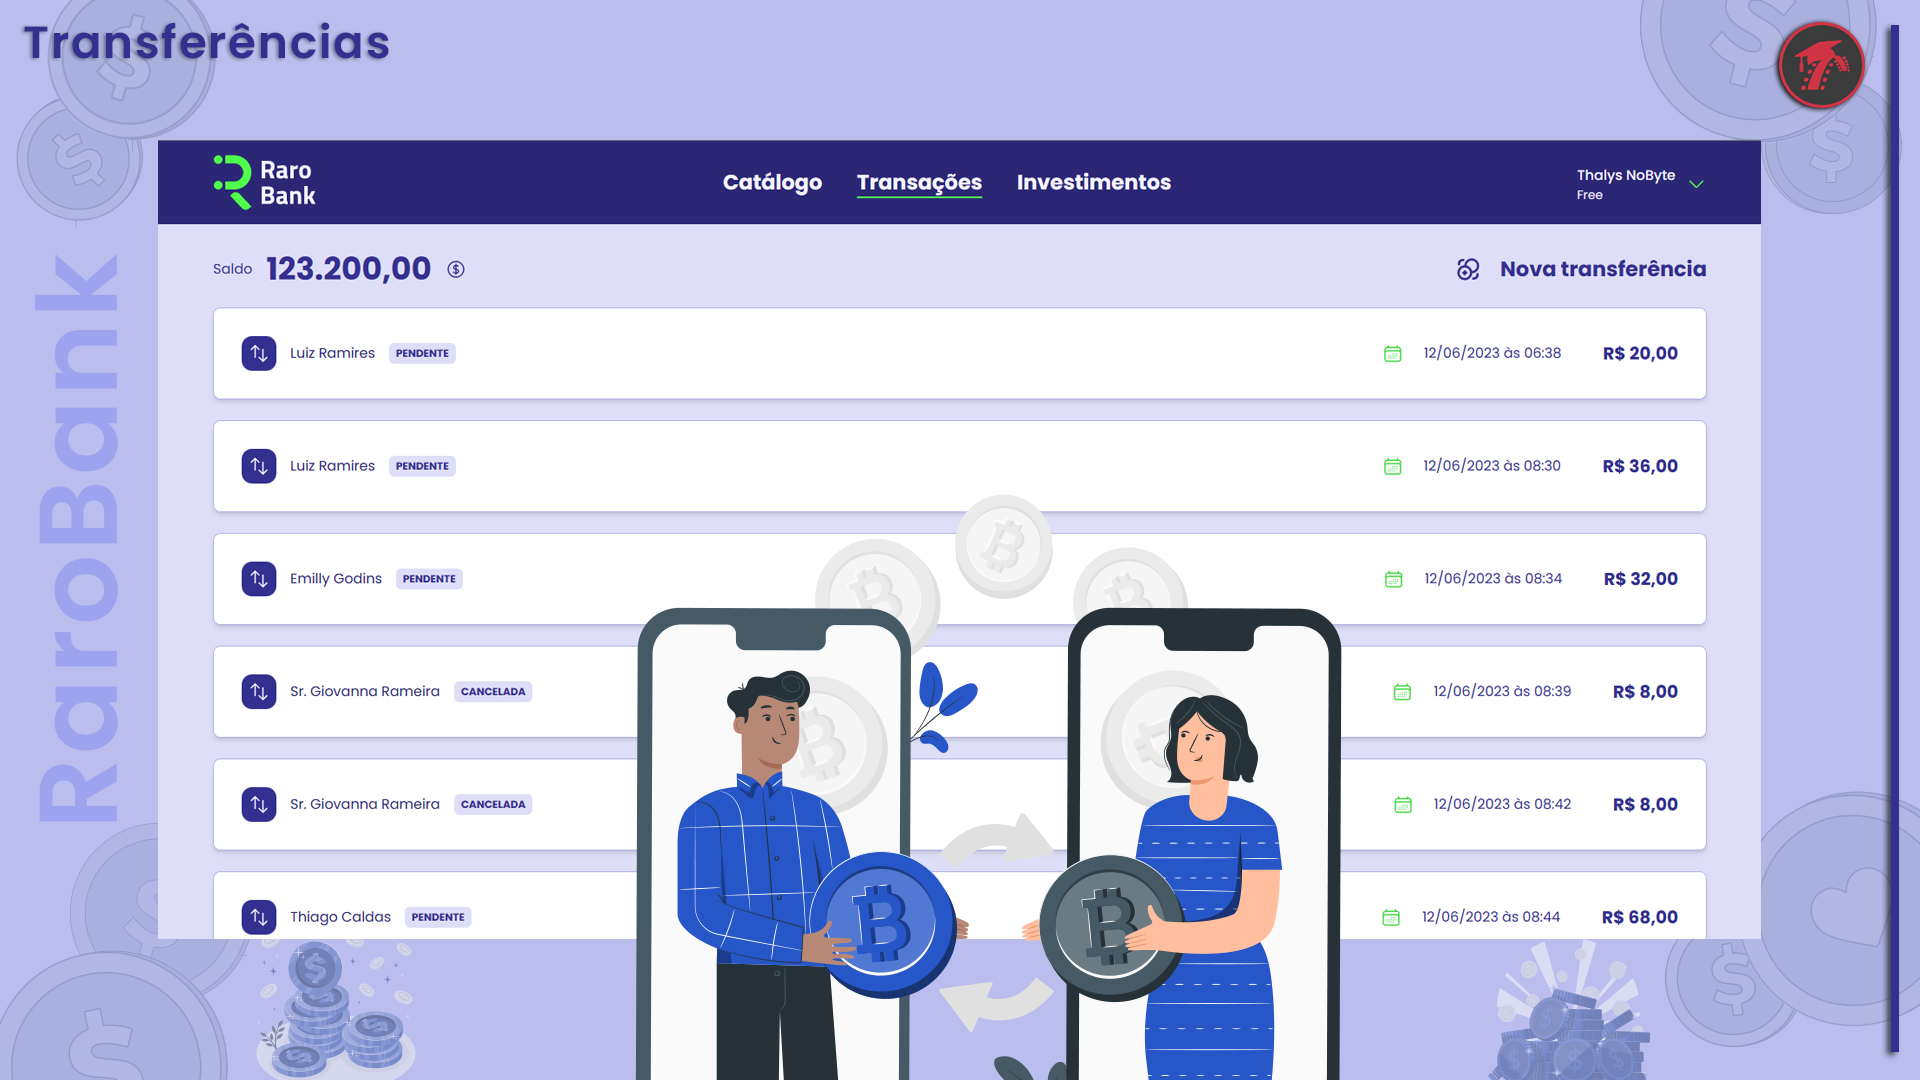 Transferências
RaroBank
Raro
Bank
Catálogo Transações Investimentos
Thalys NoByte
Free
Saldo 123.200,00
Nova transferência
Luiz Ramires PENDENTE 12/06/2023 às 06:38 R$ 20,00
Luiz Ramires PENDENTE 12/06/2023 às 08:30 R$ 36,00
Emilly Godins PENDENTE 12/06/2023 às 08:34 R$ 32,00
Sr. Giovanna Rameira CANCELADA 12/06/2023 às 08:39 R$ 8,00
Sr. Giovanna Rameira CANCELADA 12/06/2023 às 08:42 R$ 8,00
Thiago Caldas PENDENTE 12/06/2023 às 08:44 R$ 68,00